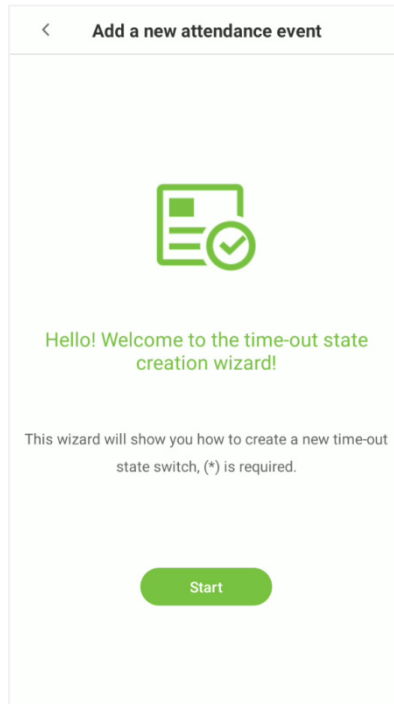 Add a new attendance event
Hello! Welcome to the time-out state
creation wizard!
This wizard will show you how to create a new time-out
state switch, (*) is required.
Start